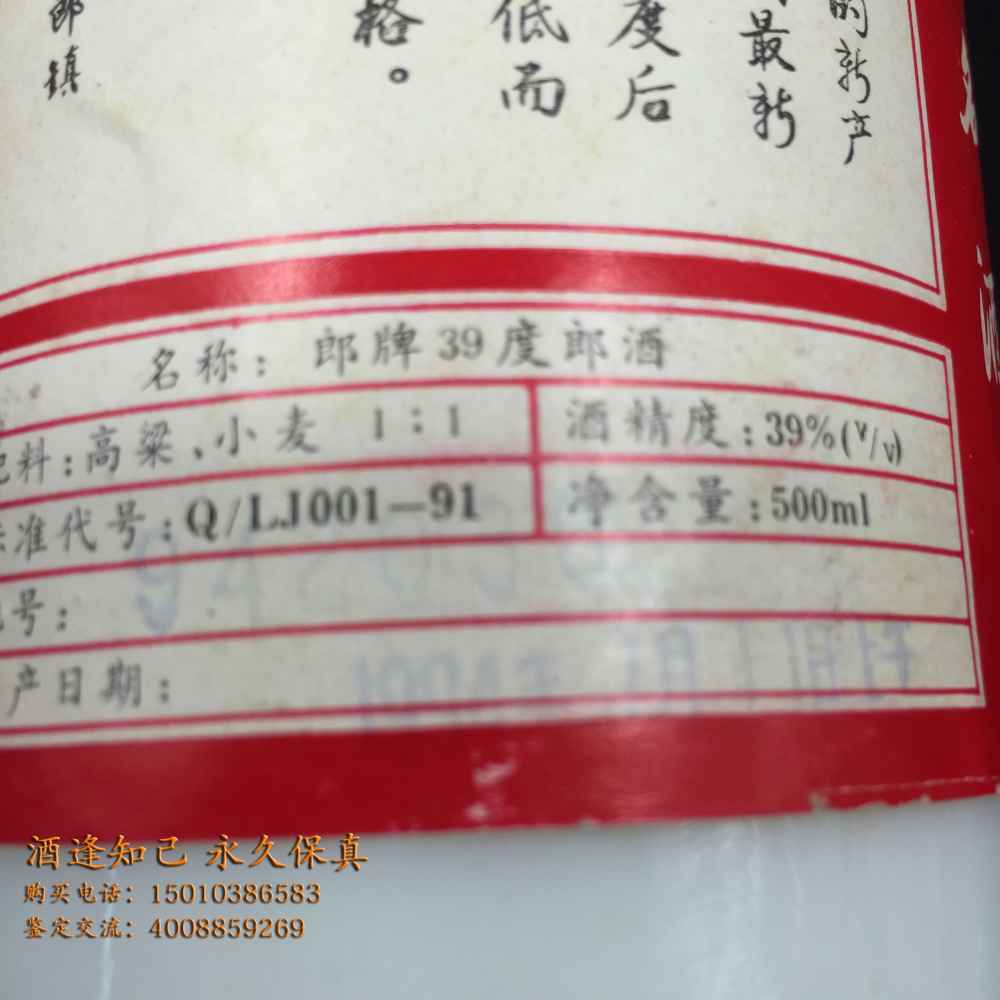 的新产
最新
度后
低而
格。
郎镇
名称：郎牌39度郎酒
料：高粱、小麦 1：1
酒精度：39%(V/V)
准代号：Q/LJ001—91
净含量：500ml
号：
产日期：
酒逢知己 永久保真
购买电话：15010386583
鉴定交流：4008859269